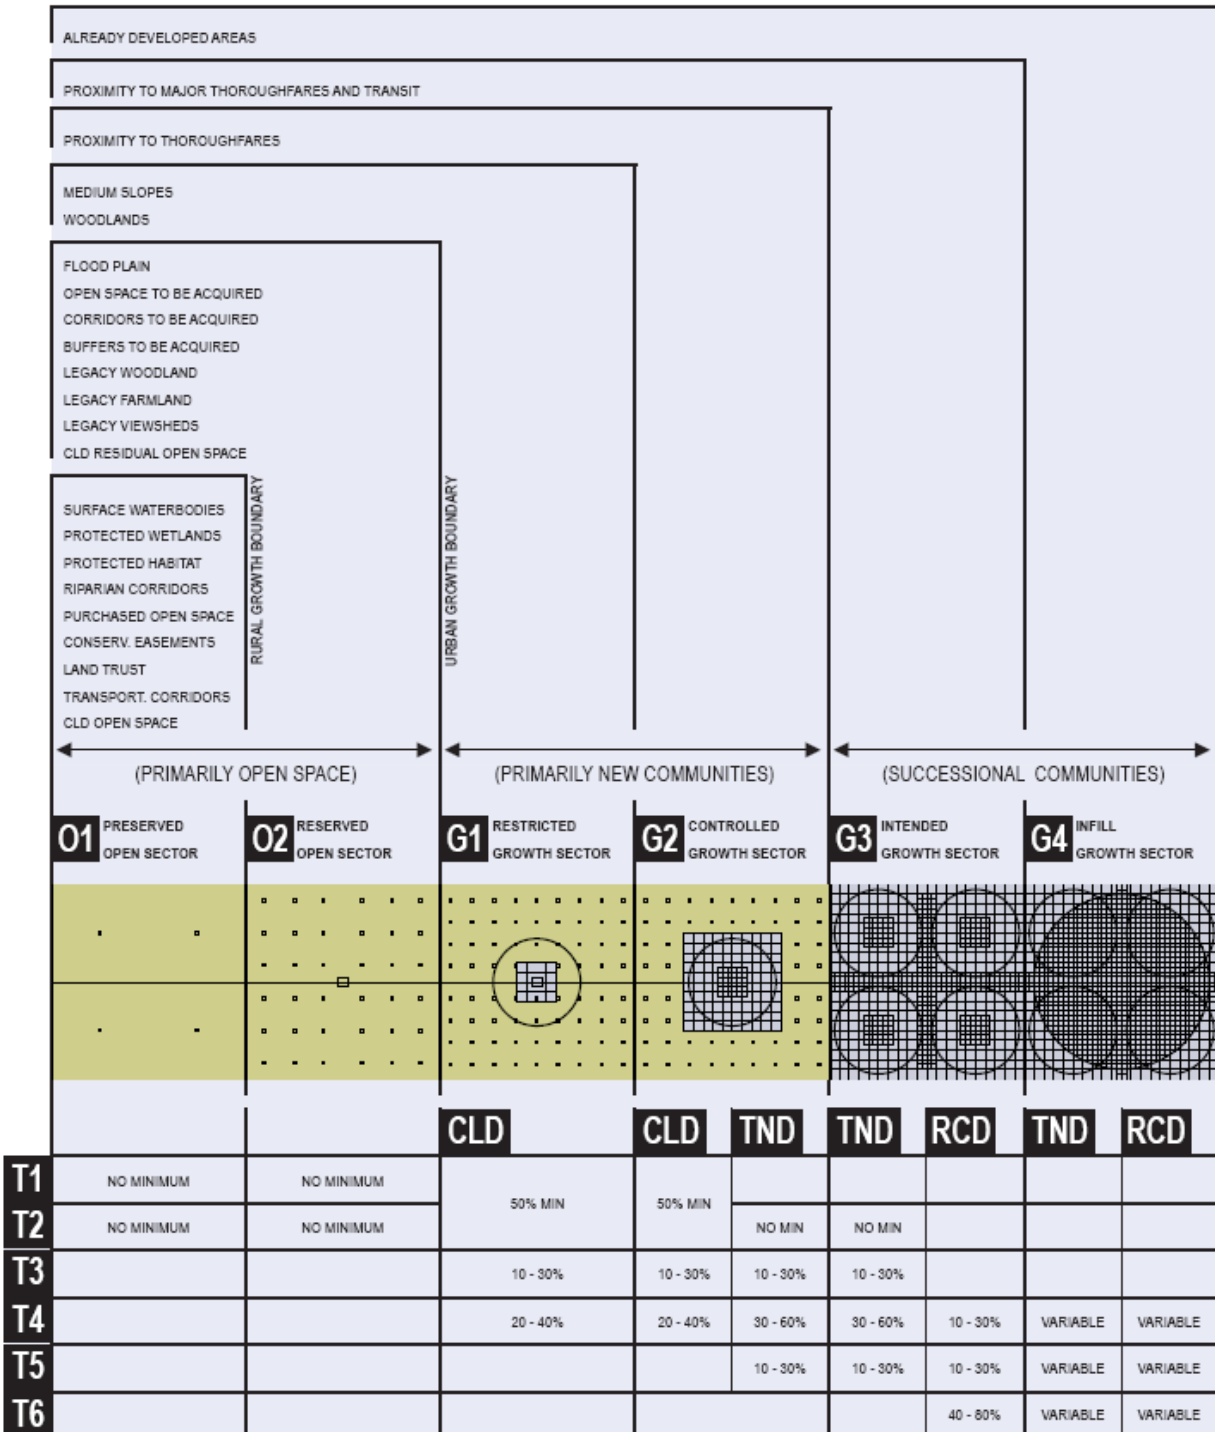 ALREADY DEVELOPED AREAS
PROXIMITY TO MAJOR THOROUGHFARES AND TRANSIT
PROXIMITY TO THOROUGHFARES
MEDIUM SLOPES
WOODLANDS
FLOOD PLAIN
OPEN SPACE TO BE ACQUIRED
CORRIDORS TO BE ACQUIRED
BUFFERS TO BE ACQUIRED
LEGACY WOODLAND
LEGACY FARMLAND
LEGACY VIEWSHEDS
CLD RESIDUAL OPEN SPACE
SURFACE WATERBODIES
PROTECTED WETLANDS
PROTECTED HABITAT
RIPARIAN CORRIDORS
PURCHASED OPEN SPACE
CONSERV. EASEMENTS
LAND TRUST
TRANSPORT. CORRIDORS
CLD OPEN SPACE
RURAL GROWTH BOUNDARY
URBAN GROWTH BOUNDARY
(PRIMARILY OPEN SPACE) (PRIMARILY NEW COMMUNITIES) (SUCCESSIONAL COMMUNITIES)
O1 PRESERVED
OPEN SECTOR
O2 RESERVED
OPEN SECTOR
G1 RESTRICTED
GROWTH SECTOR
G2 CONTROLLED
GROWTH SECTOR
G3 INTENDED
GROWTH SECTOR
G4 INFILL
GROWTH SECTOR
CLD CLD TND TND RCD TND RCD
T1 NO MINIMUM NO MINIMUM
50% MIN 50% MIN
T2 NO MINIMUM NO MINIMUM NO MIN NO MIN
T3 10 - 30% 10 - 30% 10 - 30% 10 - 30%
T4 20 - 40% 20 - 40% 30 - 60% 30 - 60% 10 - 30% VARIABLE VARIABLE
T5 10 - 30% 10 - 30% 10 - 30% VARIABLE VARIABLE
T6 40 - 80% VARIABLE VARIABLE